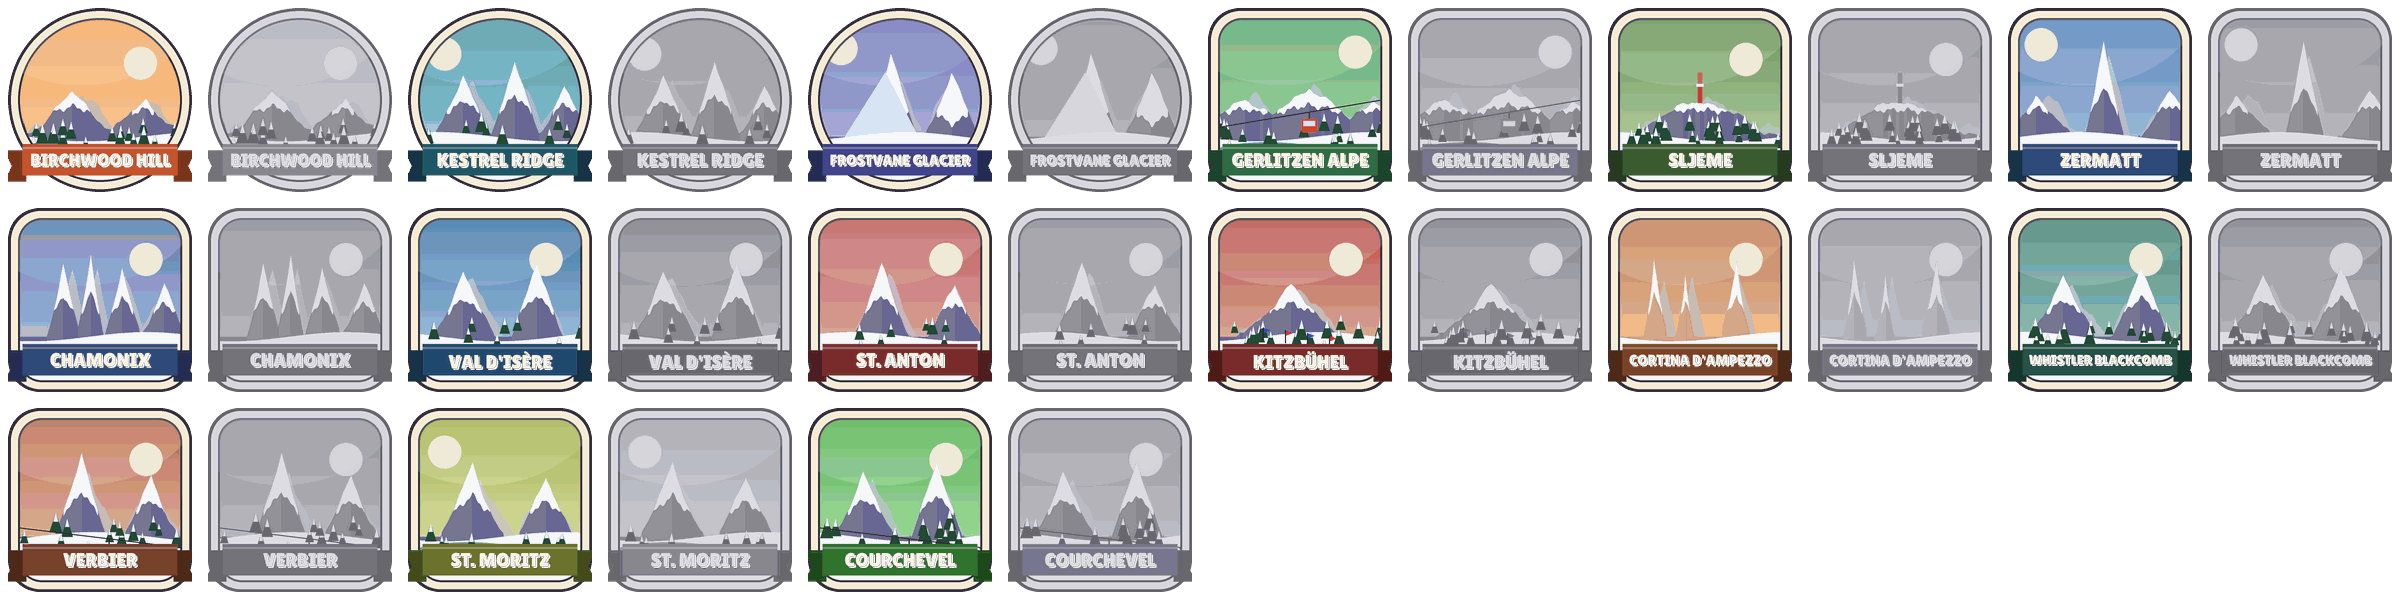 BIRCHWOOD HILL
BIRCHWOOD HILL
KESTREL RIDGE
KESTREL RIDGE
FROSTVANE GLACIER
FROSTVANE GLACIER
GERLITZEN ALPE
GERLITZEN ALPE
SLJEME
SLJEME
ZERMATT
ZERMATT
CHAMONIX
CHAMONIX
VAL D'ISÈRE
VAL D'ISÈRE
ST. ANTON
ST. ANTON
KITZBÜHEL
KITZBÜHEL
CORTINA D'AMPEZZO
CORTINA D'AMPEZZO
WHISTLER BLACKCOMB
WHISTLER BLACKCOMB
VERBIER
VERBIER
ST. MORITZ
ST. MORITZ
COURCHEVEL
COURCHEVEL